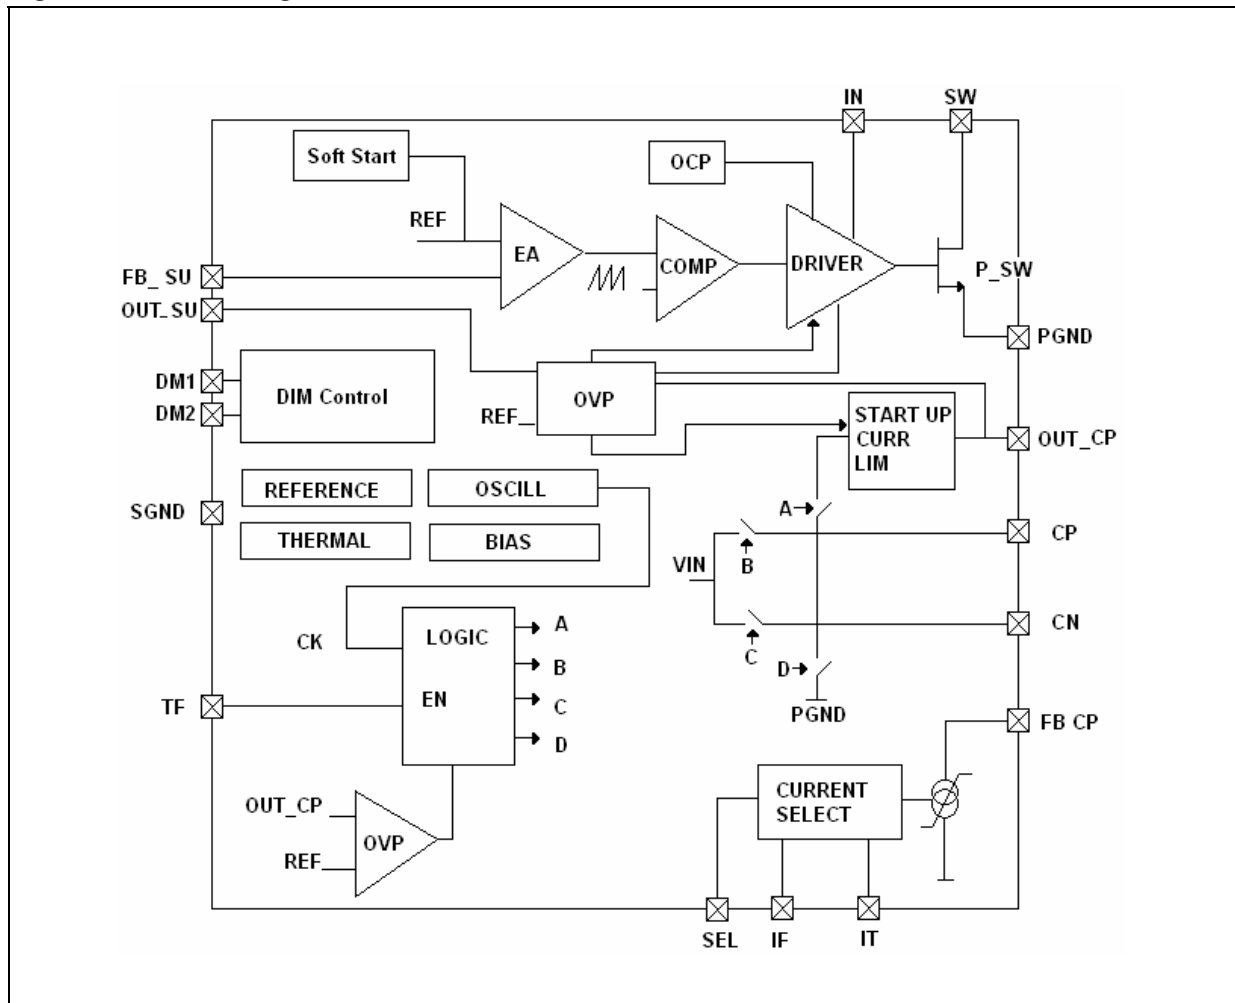 IN
SW
Soft Start
OCP
REF
EA
COMP
DRIVER
P_SW
FB_ SU
OUT_SU
PGND
DM1
DM2
DIM Control
REF
OVP
START UP
CURR
LIM
OUT_CP
REFERENCE
OSCILL
SGND
THERMAL
BIAS
A
CP
VIN
B
CK
LOGIC
A
CN
B
C
D
TF
EN
C
PGND
FB CP
D
OUT_CP
CURRENT
SELECT
OVP
REF
SEL
IF
IT